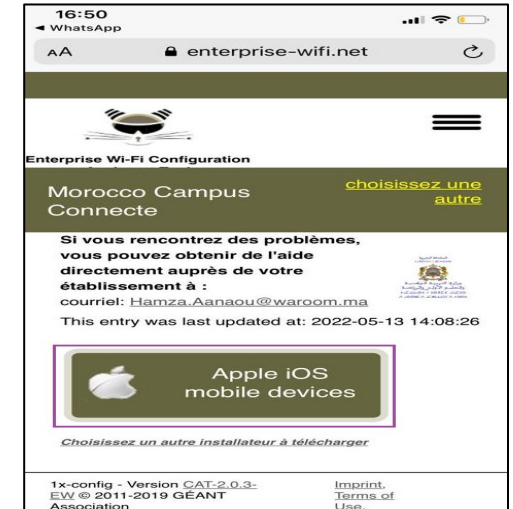 16:50
◄ WhatsApp
AA enterprise-wifi.net
Enterprise Wi-Fi Configuration
Morocco Campus
Connecte
choisissez une
autre
Si vous rencontrez des problèmes,
vous pouvez obtenir de l'aide
directement auprès de votre
établissement à :
courriel: Hamza.Aanaou@waroom.ma
This entry was last updated at: 2022-05-13 14:08:26
Apple iOS
mobile devices
Choisissez un autre installateur à télécharger
1x-config - Version CAT-2.0.3-
EW © 2011-2019 GÉANT
Association
Imprint,
Terms of
Use,